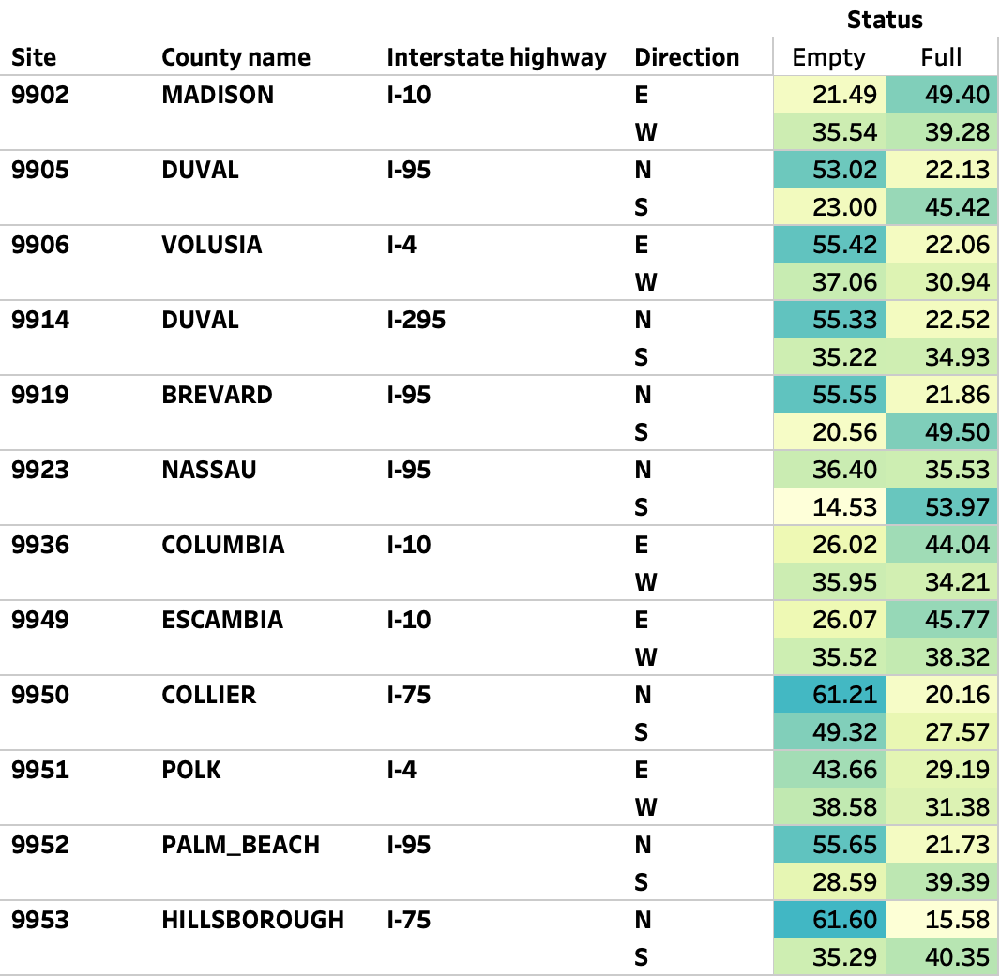 Status
Site County name Interstate highway Direction Empty Full
9902 MADISON I-10 E 21.49 49.40
W 35.54 39.28
9905 DUVAL I-95 N 53.02 22.13
S 23.00 45.42
9906 VOLUSIA I-4 E 55.42 22.06
W 37.06 30.94
9914 DUVAL I-295 N 55.33 22.52
S 35.22 34.93
9919 BREVARD I-95 N 55.55 21.86
S 20.56 49.50
9923 NASSAU I-95 N 36.40 35.53
S 14.53 53.97
9936 COLUMBIA I-10 E 26.02 44.04
W 35.95 34.21
9949 ESCAMBIA I-10 E 26.07 45.77
W 35.52 38.32
9950 COLLIER I-75 N 61.21 20.16
S 49.32 27.57
9951 POLK I-4 E 43.66 29.19
W 38.58 31.38
9952 PALM_BEACH I-95 N 55.65 21.73
S 28.59 39.39
9953 HILLSBOROUGH I-75 N 61.60 15.58
S 35.29 40.35